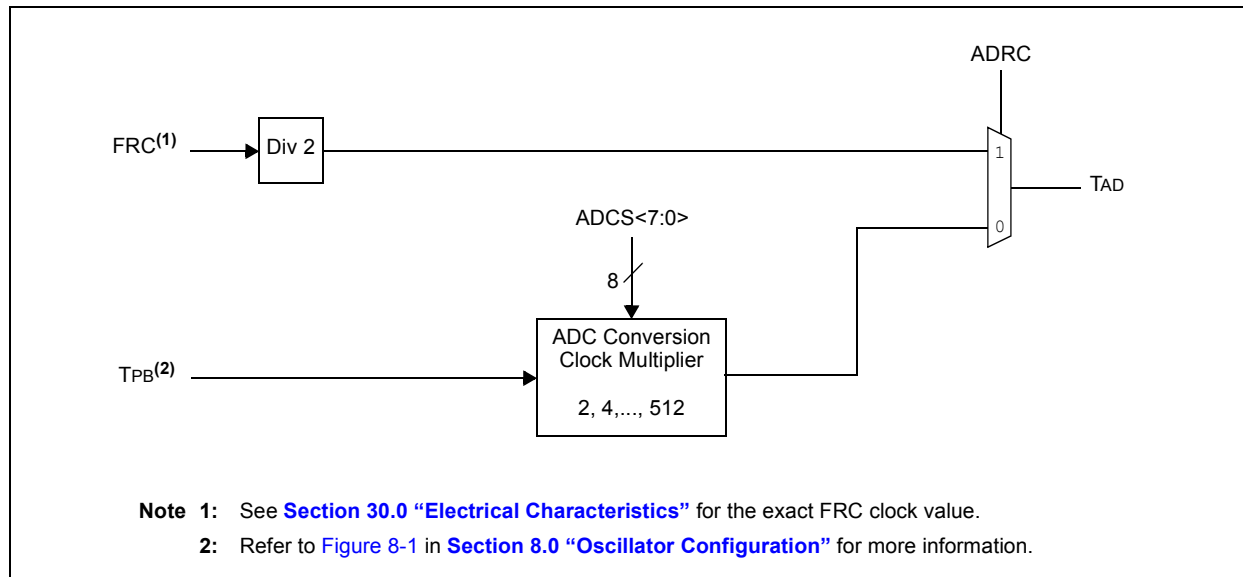 ADRC
FRC(1)
Div 2
1
TAD
ADCS<7:0>
0
8
ADC Conversion
Clock Multiplier
2, 4,..., 512
TPB(2)
Note 1: See Section 30.0 “Electrical Characteristics” for the exact FRC clock value.
2: Refer to Figure 8-1 in Section 8.0 “Oscillator Configuration” for more information.